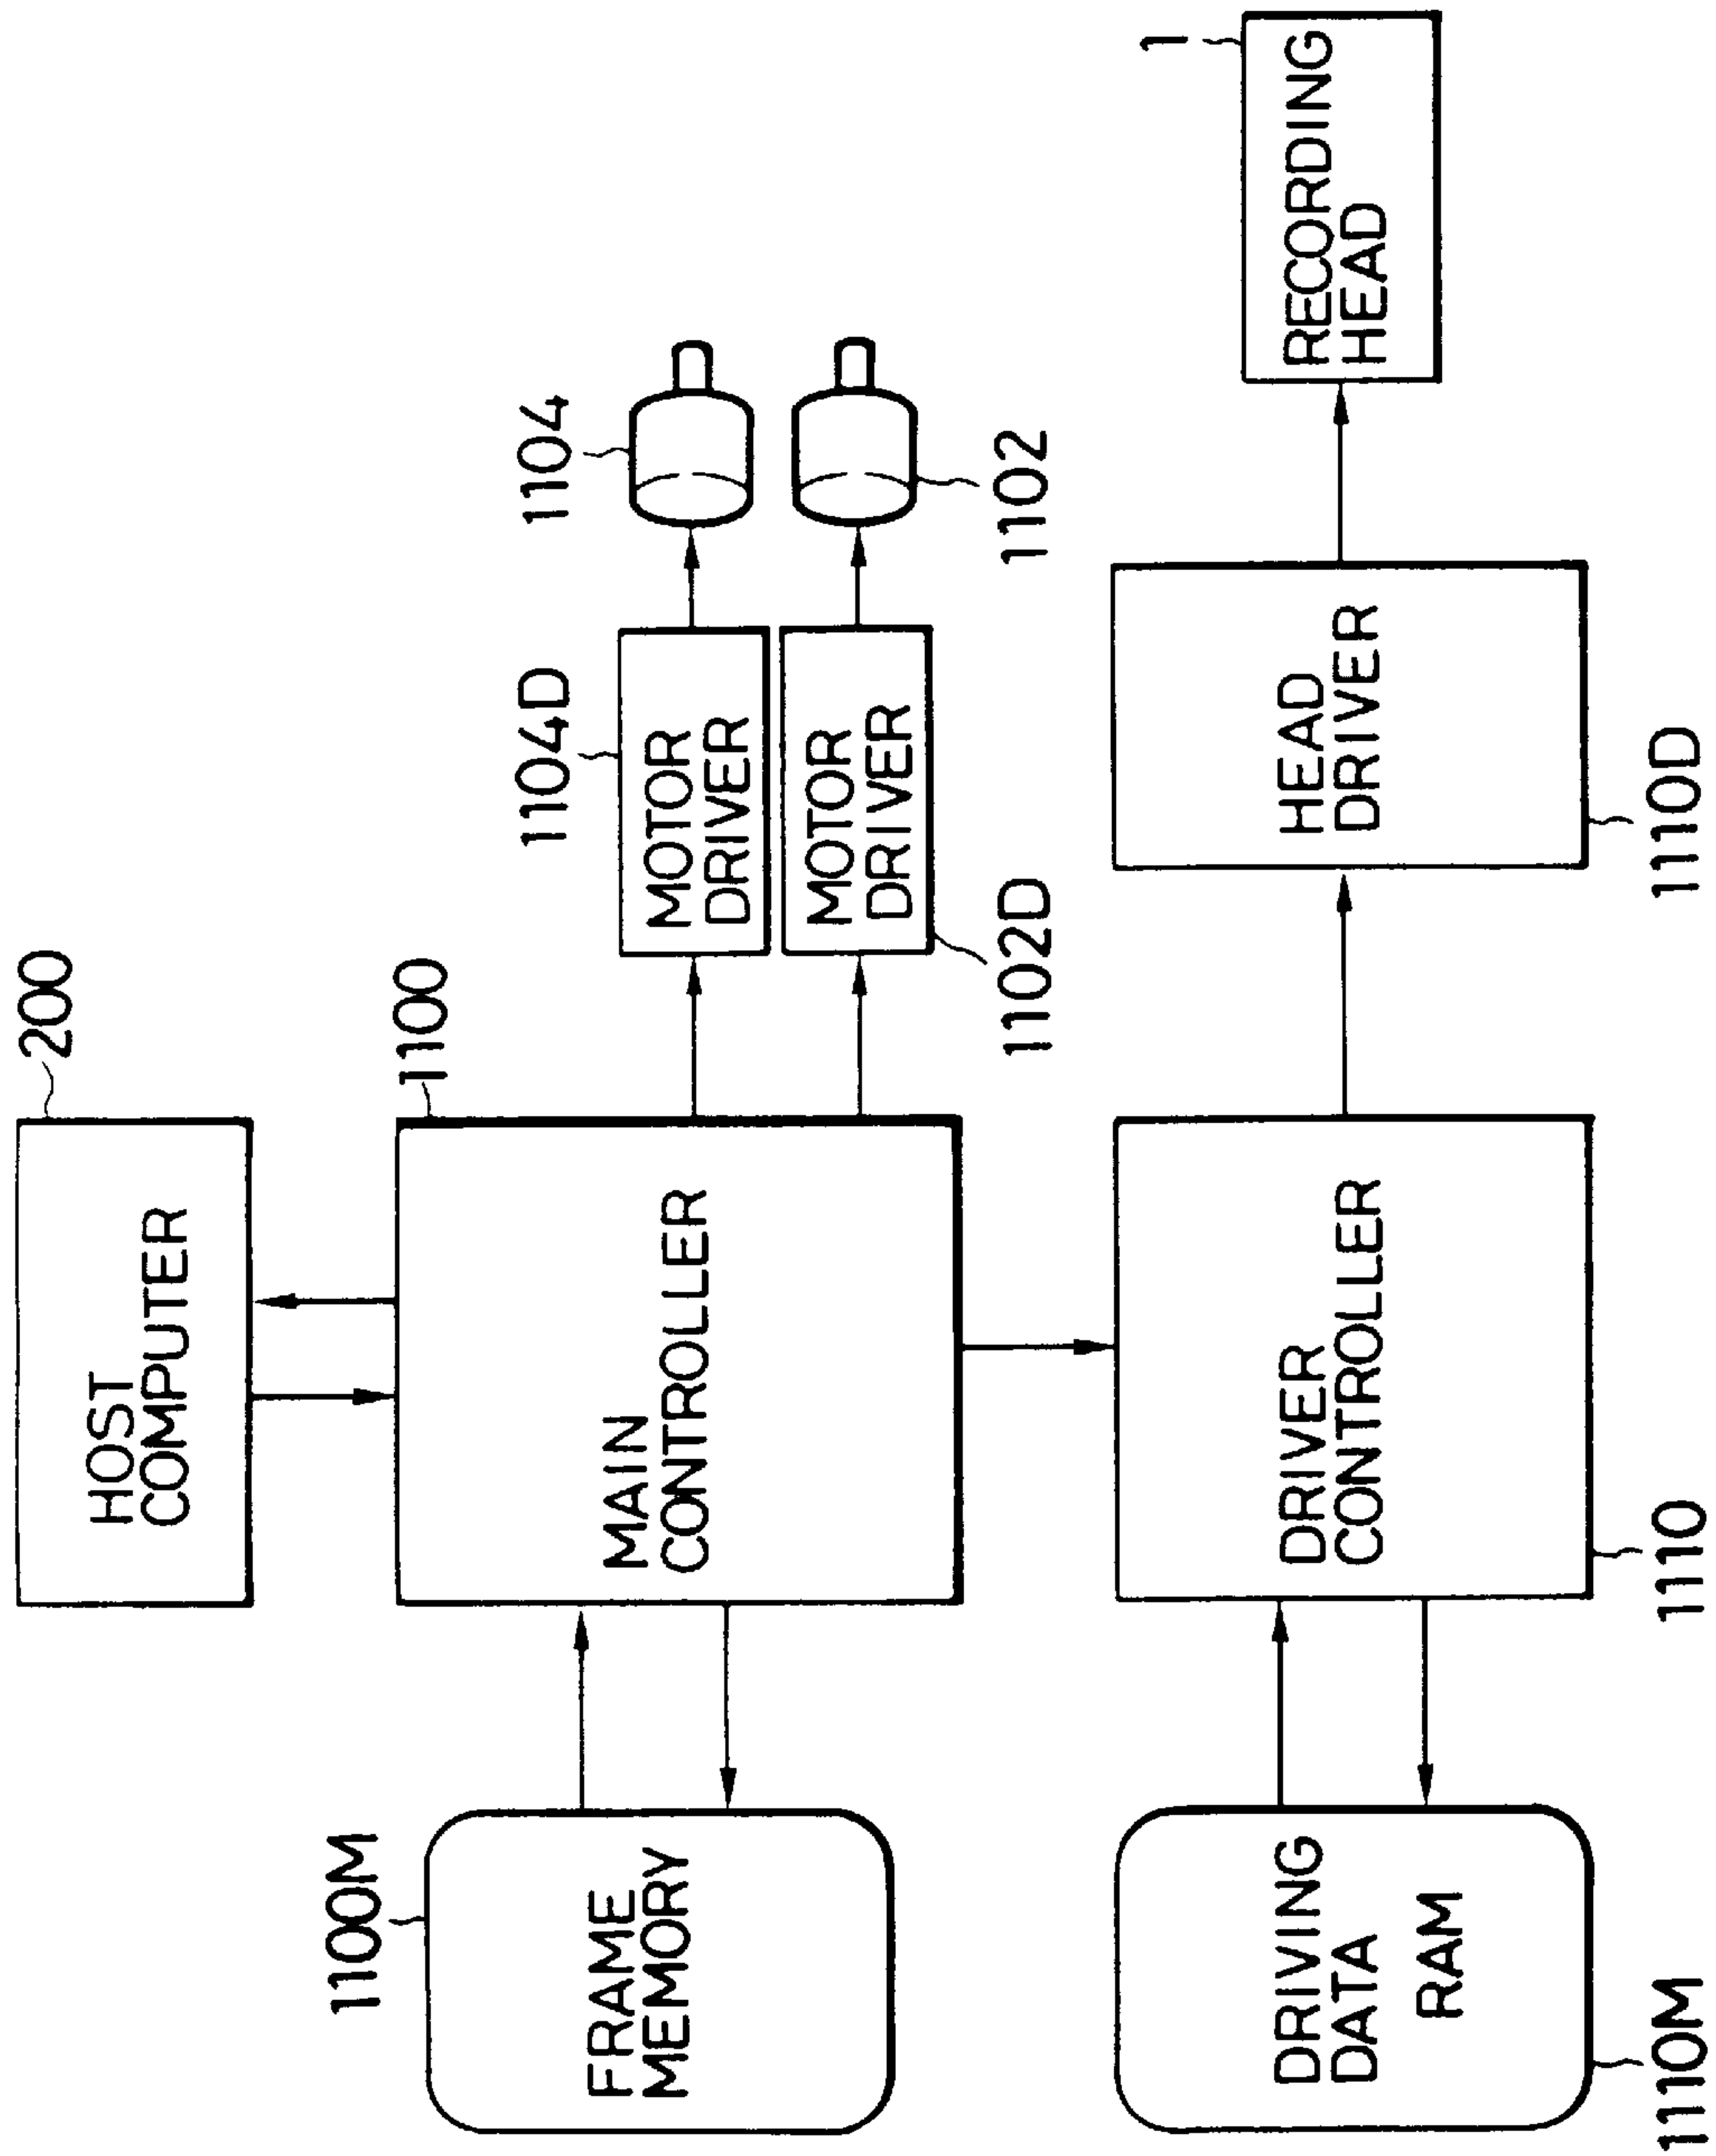 200
HOST
COMPUTER
1100
MAIN
CONTROLLER
1100M
FRAME
MEMORY
1104D
MOTOR
DRIVER
1104
MOTOR
DRIVER
1102D
1102
DRIVING
DATA
RAM
1110M
DRIVER
CONTROLLER
1110
HEAD
DRIVER
1110D
1
RECORDING
HEAD